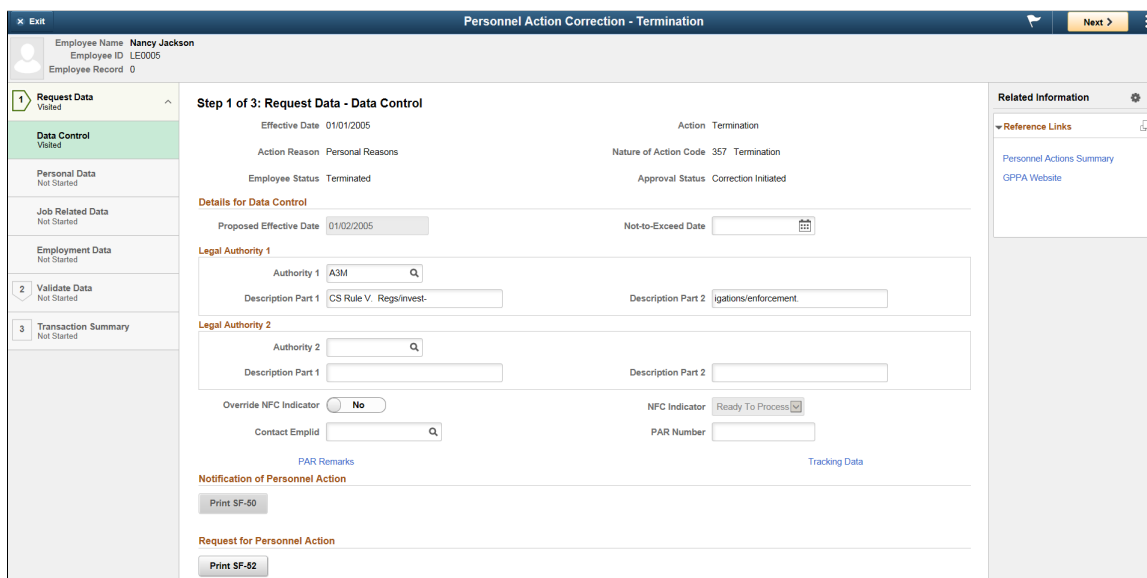 × Exit
Personnel Action Correction - Termination
Next >
Employee Name Nancy Jackson
Employee ID LE0005
Employee Record 0
1 Request Data
Visited
Data Control
Visited
Personal Data
Not Started
Job Related Data
Not Started
Employment Data
Not Started
2 Validate Data
Not Started
3 Transaction Summary
Not Started
Step 1 of 3: Request Data - Data Control
Effective Date 01/01/2005 Action Termination
Action Reason Personal Reasons Nature of Action Code 357 Termination
Employee Status Terminated Approval Status Correction Initiated
Details for Data Control
Proposed Effective Date 01/02/2005 Not-to-Exceed Date
Legal Authority 1
Authority 1 A3M
Description Part 1 CS Rule V. Regs/invest- Description Part 2 igations/enforcement.
Legal Authority 2
Authority 2
Description Part 1 Description Part 2
Override NFC Indicator No NFC Indicator Ready To Process
Contact Emplid PAR Number
PAR Remarks Tracking Data
Notification of Personnel Action
Print SF-50
Request for Personnel Action
Print SF-52
Related Information
Reference Links
Personnel Actions Summary
GPPA Website